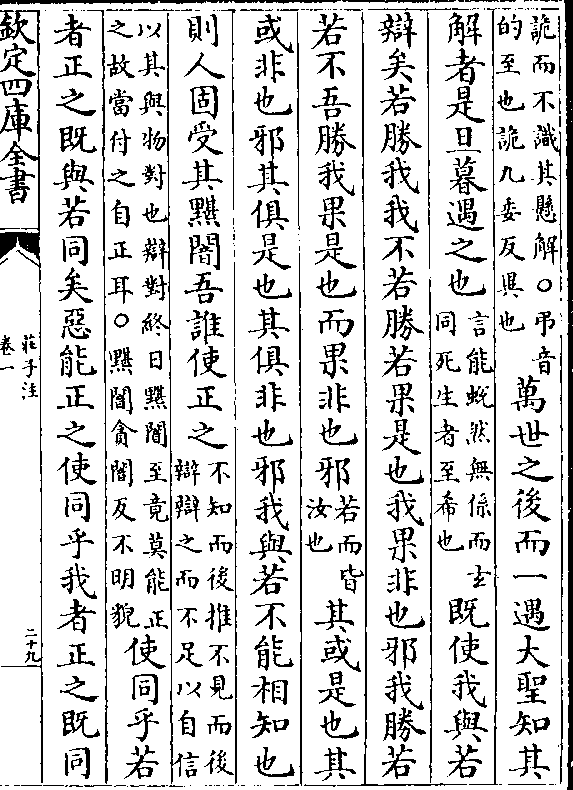 詭而不識其懸解○弔音
的至也詭九委反異也
萬世之後而一遇大聖知其
解者是旦暮遇之也
言能蛻然無係而玄
同死生者至希也
既使我與若
辯矣若勝我我不若勝若果是也我果非也邪我勝若
若不吾勝我果是也而果非也邪
若而皆
汝也
其或是也其
或非也邪其俱是也其俱非也邪我與若不能相知也
則人固受其黮闇吾誰使正之
不知而後推不見而後
辯辯之而不足以自信
以其與物對也辯對終日黮闇至竟莫能正
之故當付之自正耳○黮闇貪闇反不明貌
使同乎若
者正之既與若同矣惡能正之使同乎我者正之既同
欽定四庫全書
莊子注
卷一
二十九